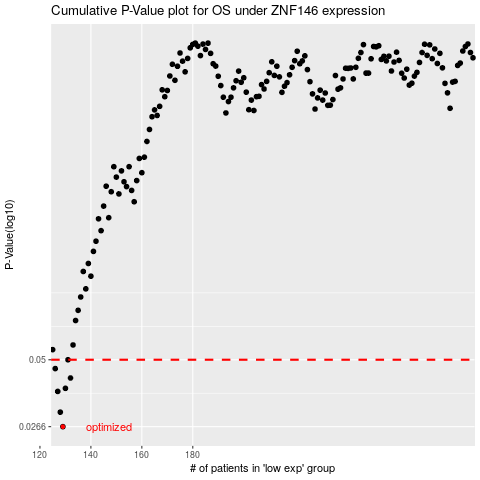 Cumulative P-Value plot for OS under ZNF146 expression
P-Value(log10)
0.05
0.0266
optimized
120 140 160 180
# of patients in 'low exp' group